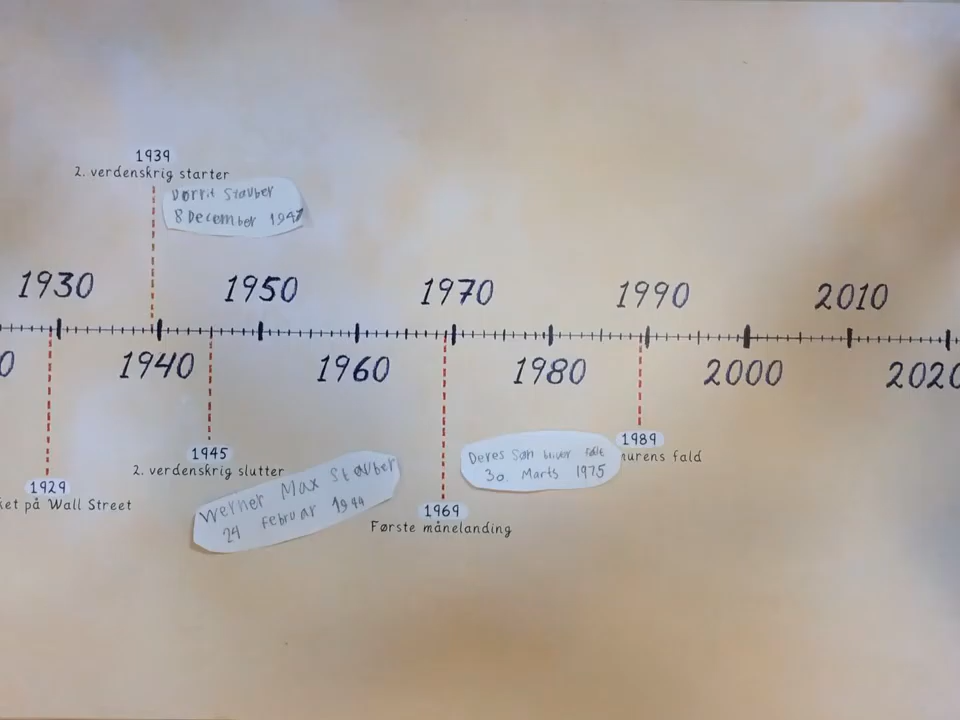 1939
2. verdenskrig starter
Dorrit Stauber
8 December 1947
1930
1950
1970
1990
2010
0
1940
1960
1980
2000
2020
1945
2. verdenskrig slutter
1989
murens fald
Deres Søn bliver født
30. Marts 1975
1929
ket på Wall Street
Werner Max Stauber
24 februar 1944
1969
Første månelanding